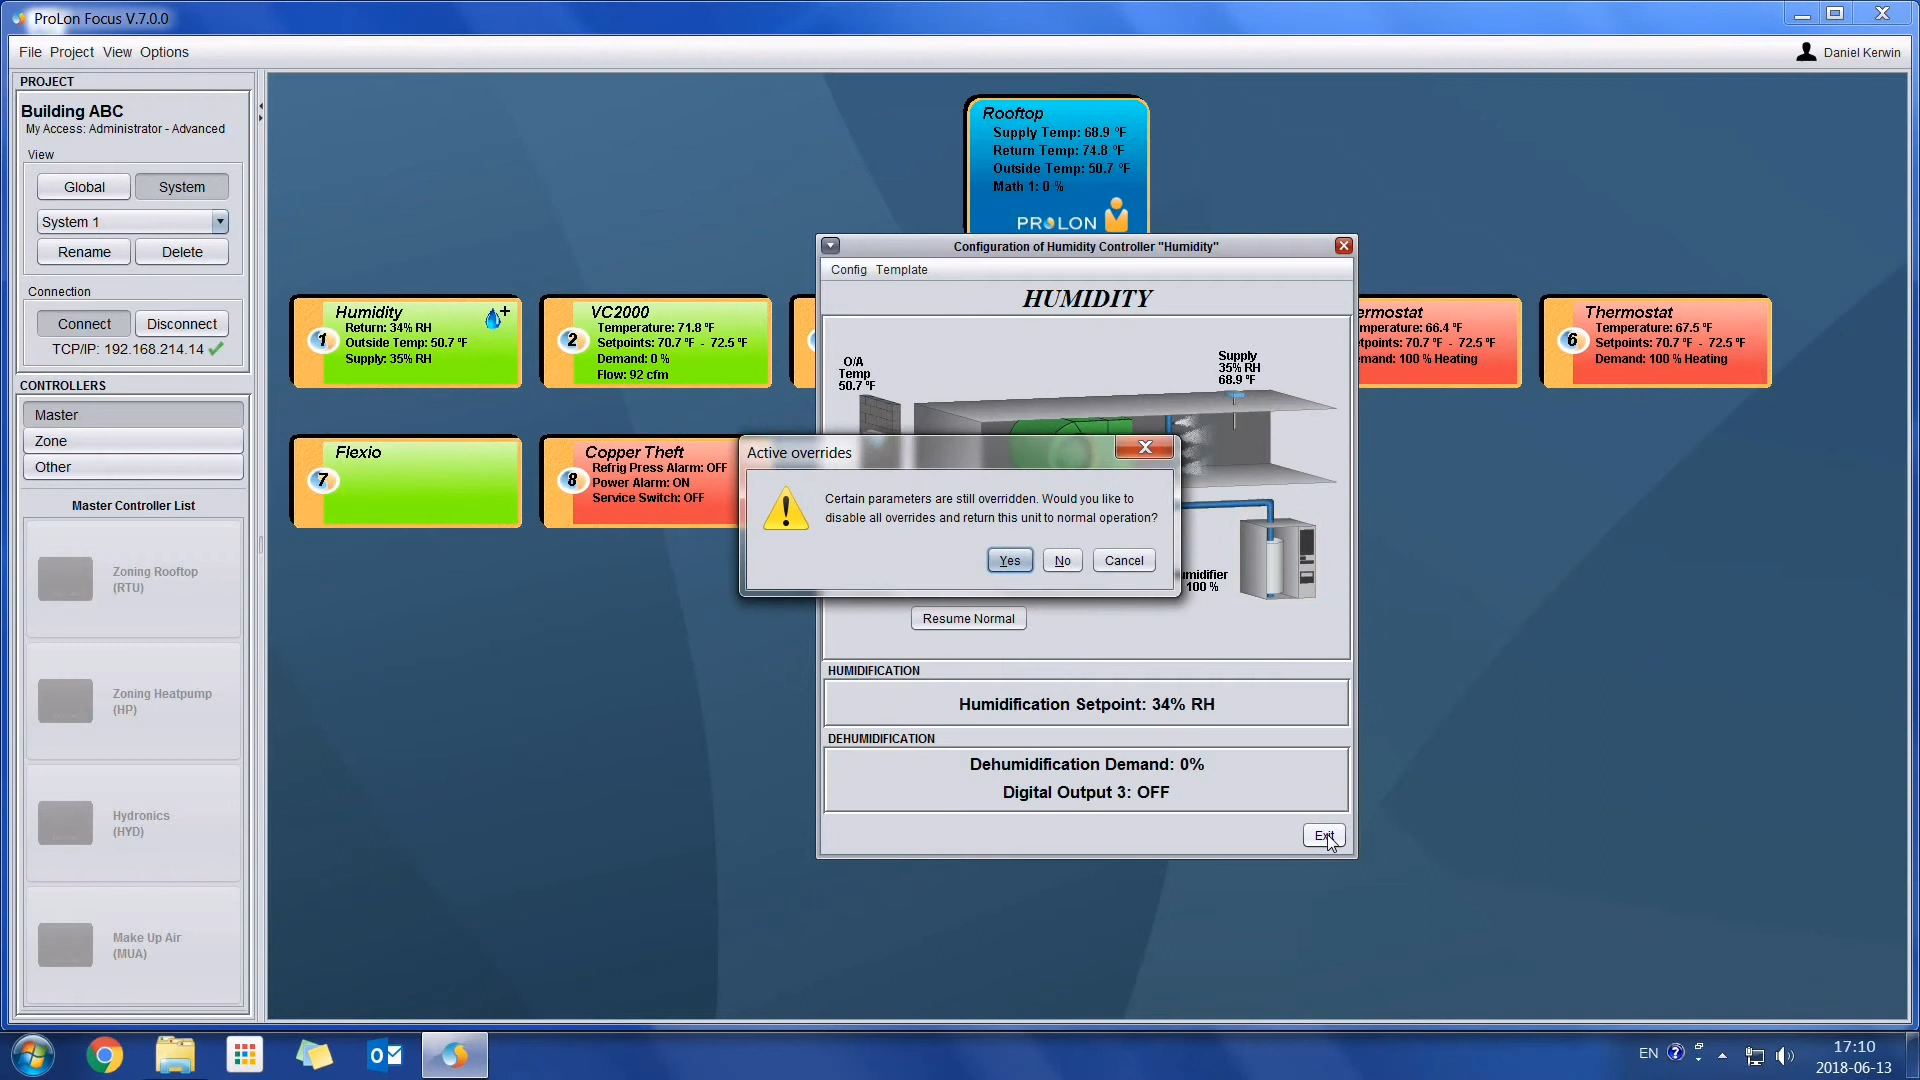 ProLon Focus V.7.0.0
File Project View Options
Daniel Kerwin
PROJECT
Building ABC
My Access: Administrator - Advanced
View
Global System
System 1
Rename Delete
Connection
Connect Disconnect
TCP/IP: 192.168.214.14
CONTROLLERS
Master
Zone
Other
Master Controller List
Zoning Rooftop
(RTU)
Zoning Heatpump
(HP)
Hydronics
(HYD)
Make Up Air
(MUA)
Rooftop
Supply Temp: 68.9 °F
Return Temp: 74.8 °F
Outside Temp: 50.7 °F
Math 1: 0 %
PROLON
1
Humidity
Return: 34% RH
Outside Temp: 50.7 °F
Supply: 35% RH
2
VC2000
Temperature: 71.8 °F
Setpoints: 70.7 °F - 72.5 °F
Demand: 0 %
Flow: 92 cfm
ermostat
mperature: 66.4 °F
etpoints: 70.7 °F - 72.5 °F
emand: 100 % Heating
6
Thermostat
Temperature: 67.5 °F
Setpoints: 70.7 °F - 72.5 °F
Demand: 100 % Heating
7
Flexio
8
Copper Theft
Refrig Press Alarm: OFF
Power Alarm: ON
Service Switch: OFF
Configuration of Humidity Controller "Humidity"
Config Template
HUMIDITY
O/A
Temp
50.7 °F
Supply
35% RH
68.9 °F
Active overrides
Certain parameters are still overridden. Would you like to
disable all overrides and return this unit to normal operation?
Yes No Cancel
midifier
100 %
Resume Normal
HUMIDIFICATION
Humidification Setpoint: 34% RH
DEHUMIDIFICATION
Dehumidification Demand: 0%
Digital Output 3: OFF
Exit
EN
17:10
2018-06-13